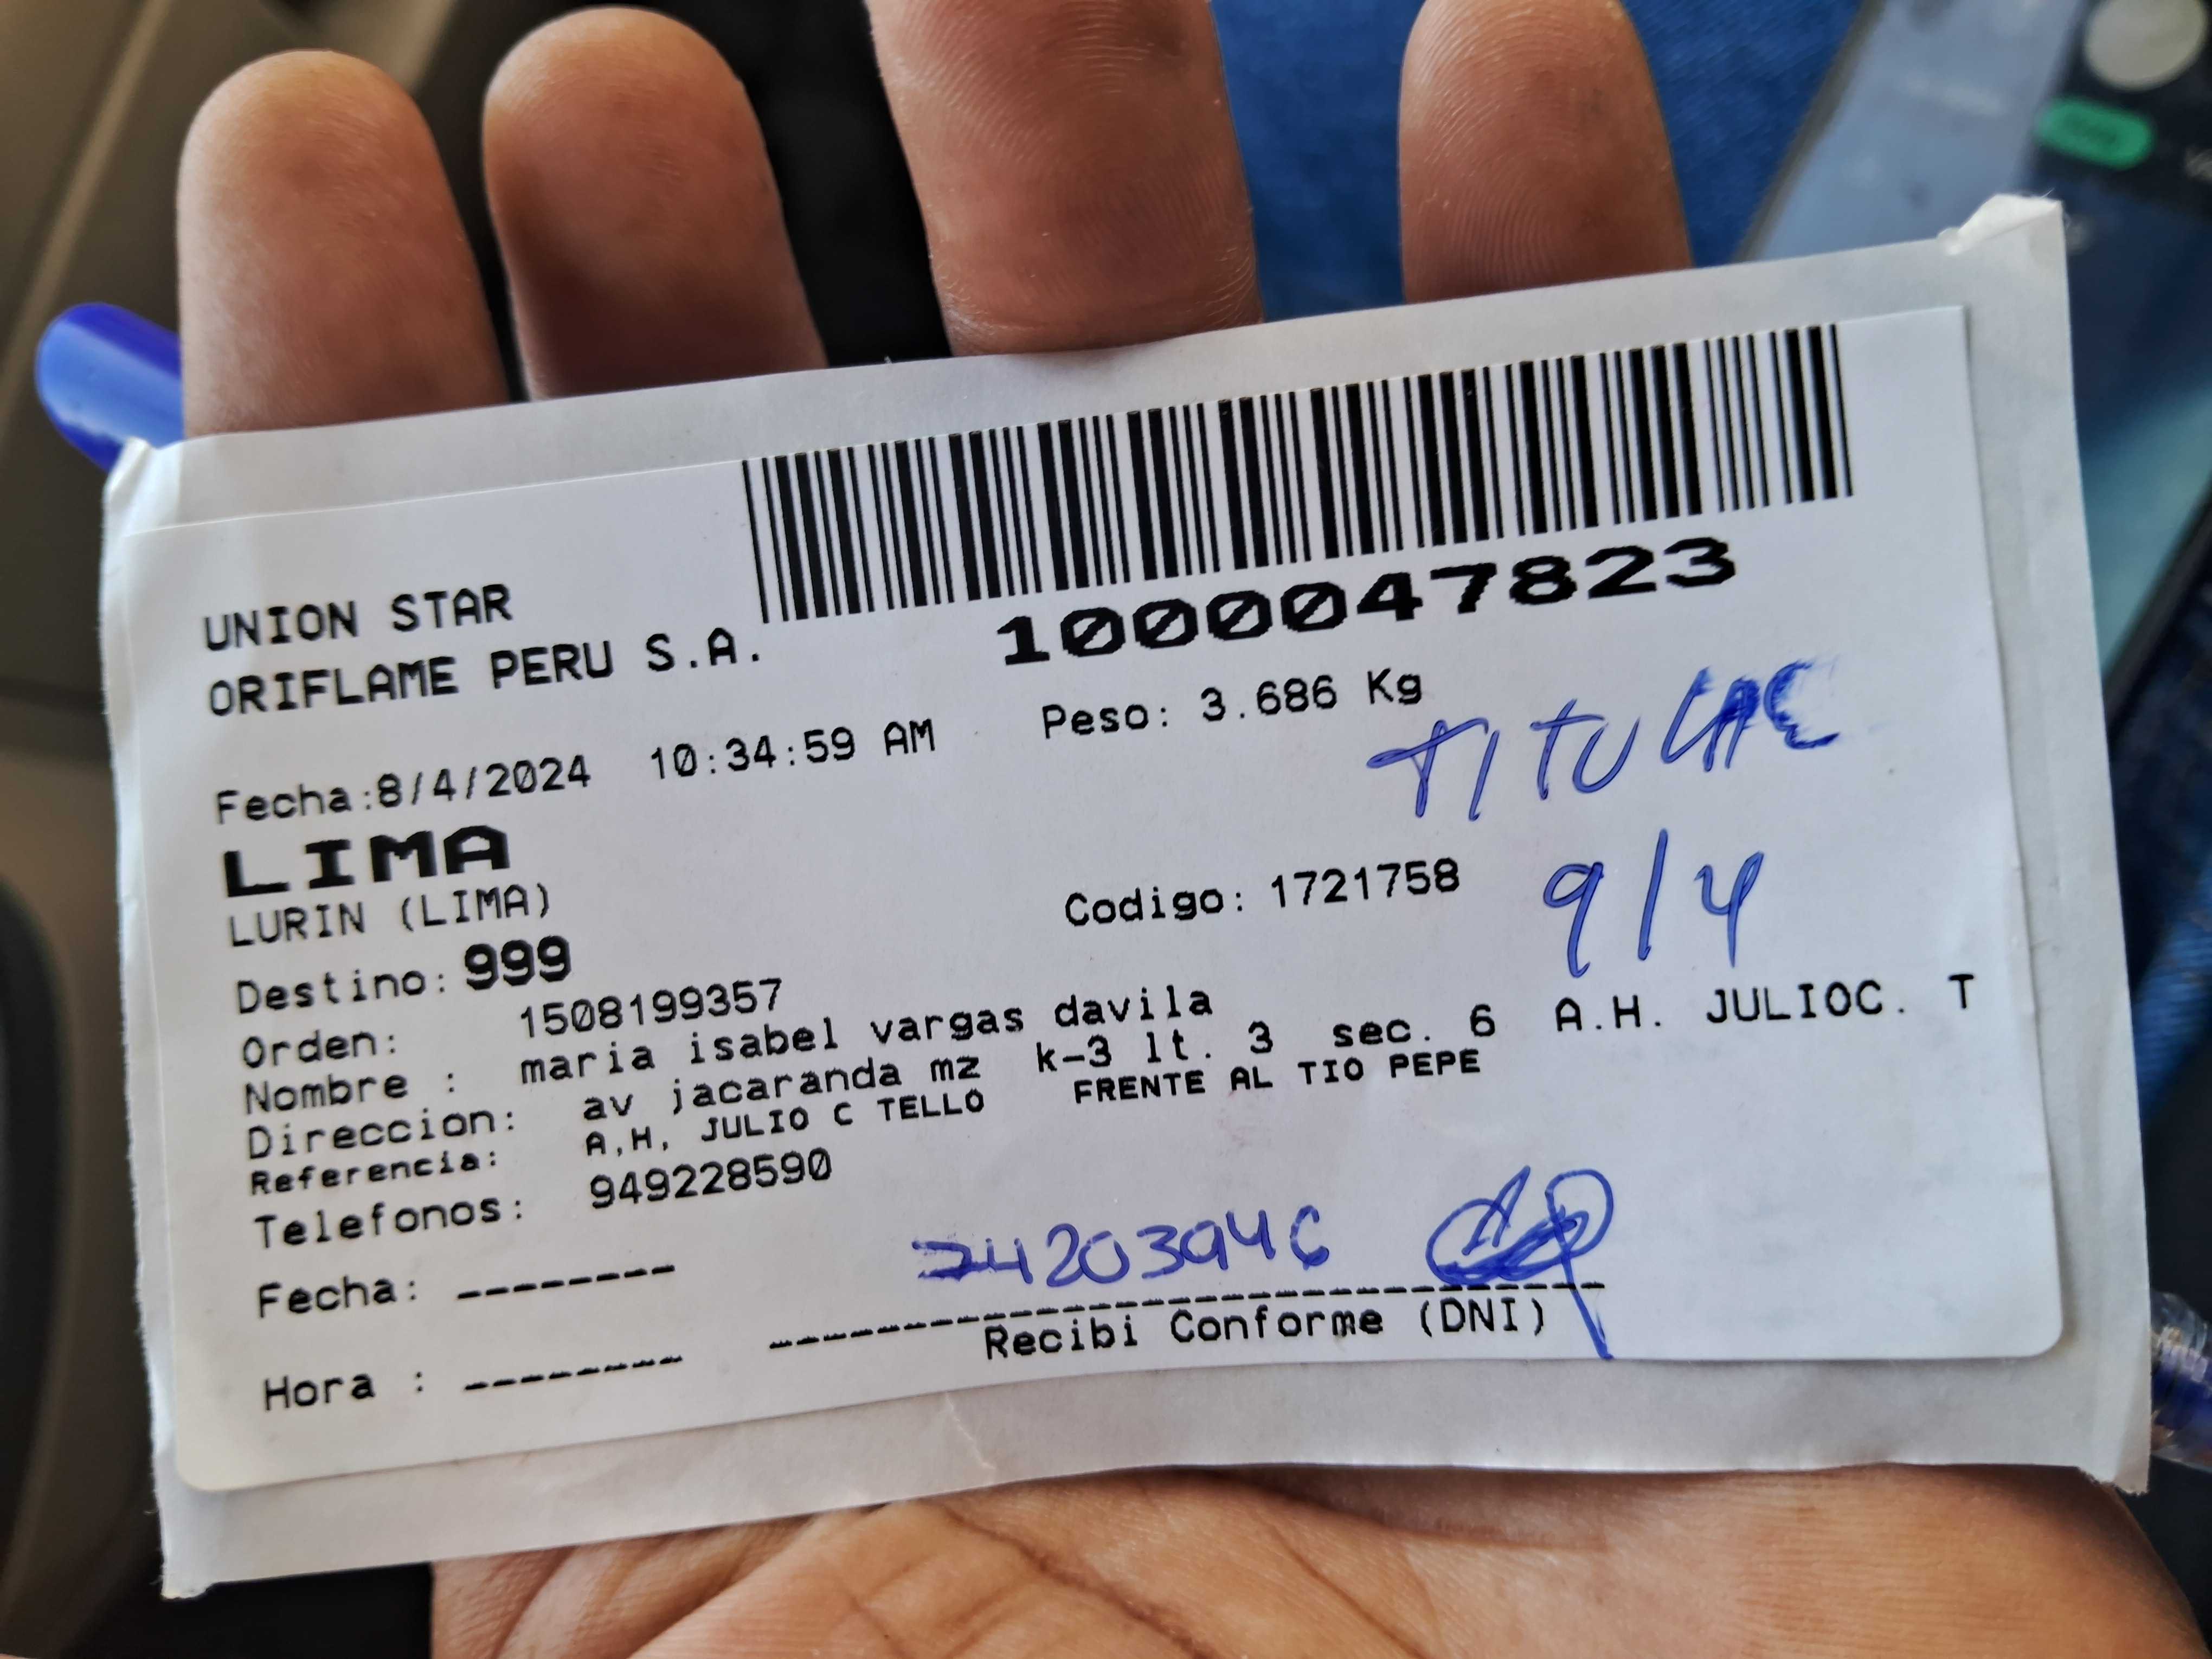 UNION STAR
ORIFLAME PERU S.A.
1000047823
Fecha:8/4/2024 10:34:59 AM Peso: 3.686 Kg
TITULAR
LIMA
LURIN (LIMA)
Codigo: 1721758 9/4
Destino: 999
Orden: 1508199357
Nombre : maria isabel vargas davila
Direccion: av jacaranda mz k-3 lt. 3 sec. 6 A.H. JULIOC. T
Referencia: A,H, JULIO C TELLO FRENTE AL TIO PEPE
Telefonos: 949228590
74203946
Fecha: --------
Recibi Conforme (DNI)
Hora : --------